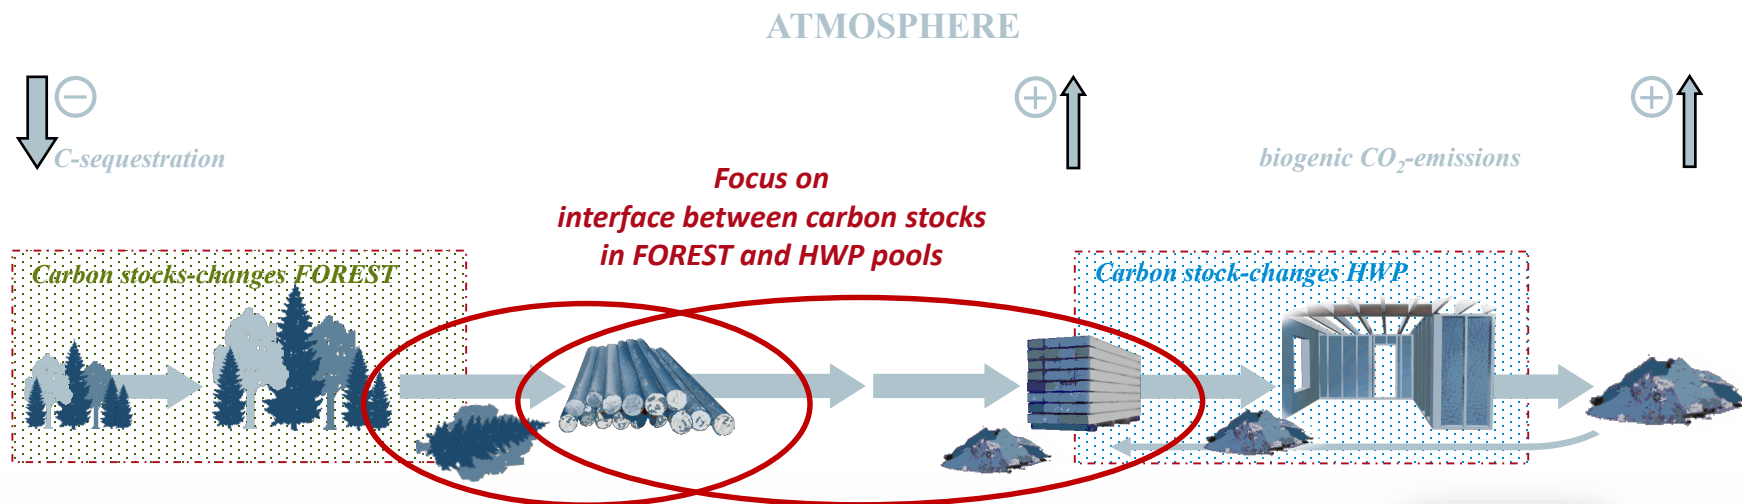 ATMOSPHERE
C-sequestration
biogenic CO₂-emissions
Focus on
interface between carbon stocks
in FOREST and HWP pools
Carbon stocks-changes FOREST
Carbon stock-changes HWP